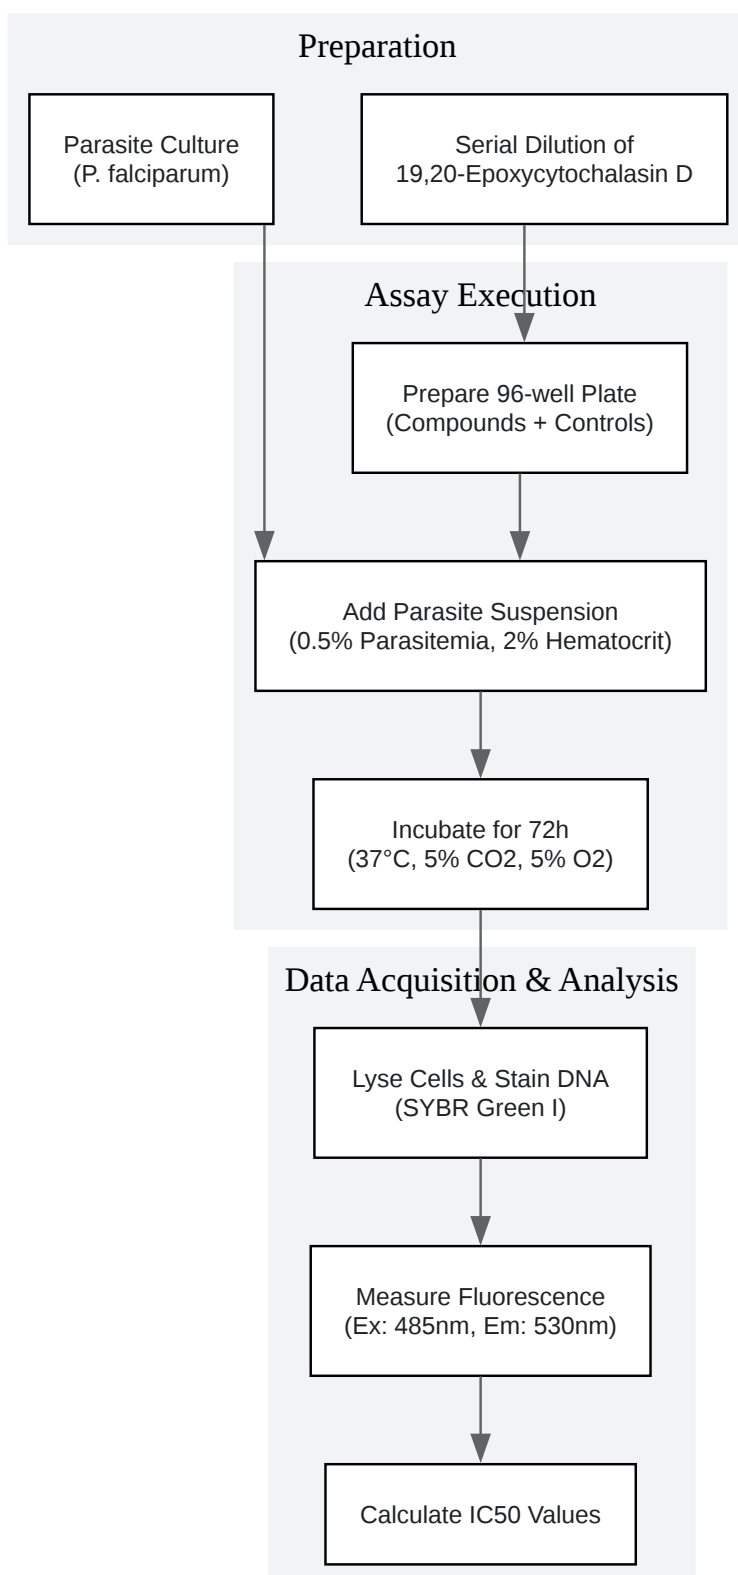 Preparation
Parasite Culture
(P. falciparum)
Serial Dilution of
19,20-Epoxycytochalasin D
Assay Execution
Prepare 96-well Plate
(Compounds + Controls)
Add Parasite Suspension
(0.5% Parasitemia, 2% Hematocrit)
Incubate for 72h
(37°C, 5% CO2, 5% O2)
Data Acquisition & Analysis
Lyse Cells & Stain DNA
(SYBR Green I)
Measure Fluorescence
(Ex: 485nm, Em: 530nm)
Calculate IC50 Values